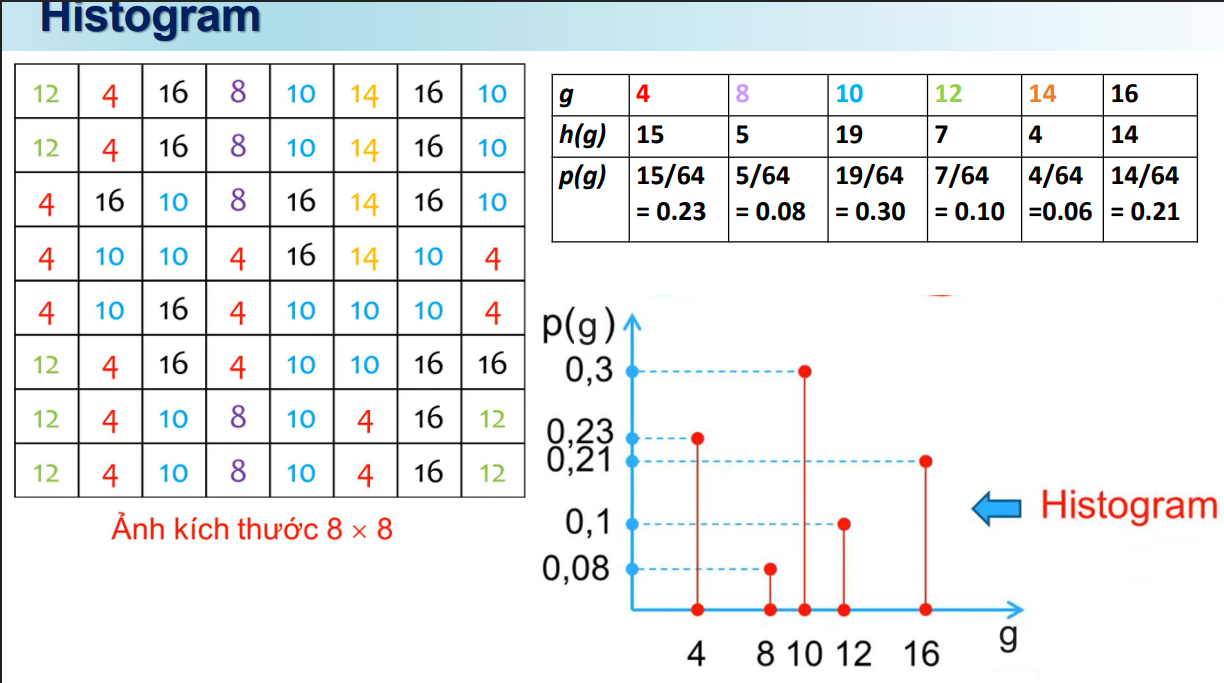 Histogram
12 4 16 8 10 14 16 10
12 4 16 8 10 14 16 10
4 16 10 8 16 14 16 10
4 10 10 4 16 14 10 4
4 10 16 4 10 10 10 4
12 4 16 4 10 10 16 16
12 4 10 8 10 4 16 12
12 4 10 8 10 4 16 12
Ảnh kích thước 8 × 8
g 4 8 10 12 14 16
h(g) 15 5 19 7 4 14
p(g) 15/64 5/64 19/64 7/64 4/64 14/64
= 0.23 = 0.08 = 0.30 = 0.10 =0.06 = 0.21
p(g)
0,3
0,23
0,21
0,1
0,08
4 8 10 12 16
g
Histogram